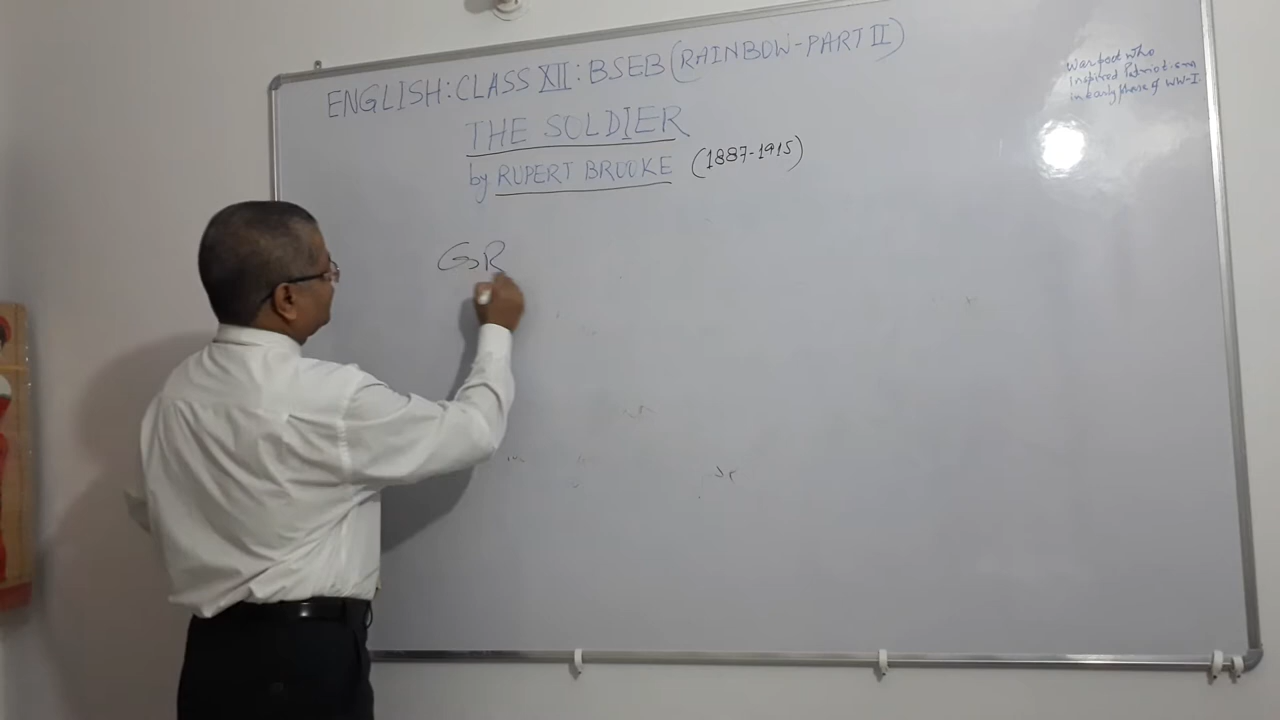 ENGLISH: CLASS XII: BSEB (RAINBOW-PART II)
THE SOLDIER
by RUPERT BROOKE (1887-1915)
War poet who
inspired Patriotism
in early phase of WW-I
GR